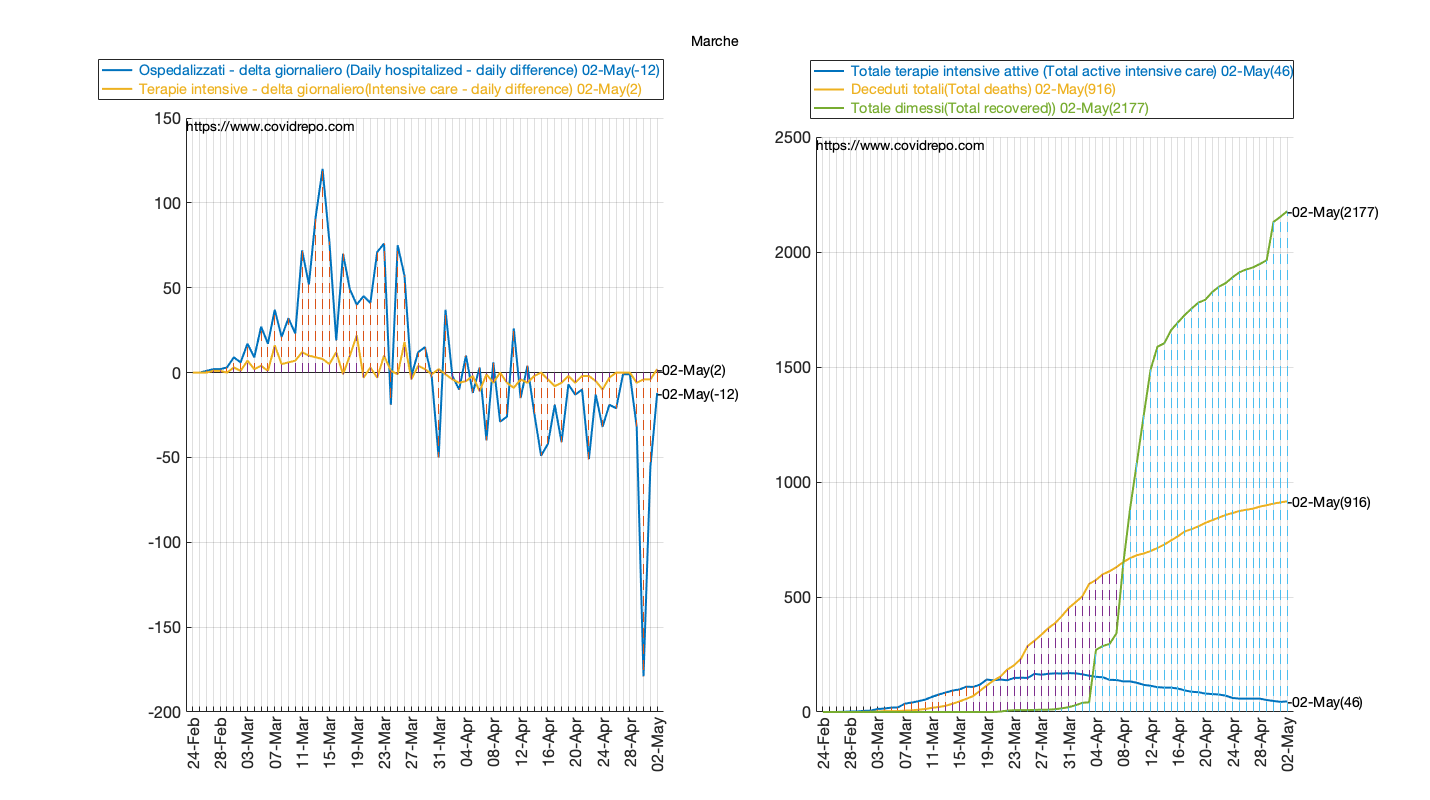 Marche
Ospedalizzati - delta giornaliero (Daily hospitalized - daily difference) 02-May(-12)
Terapie intensive - delta giornaliero(Intensive care - daily difference) 02-May(2)
https://www.covidrepo.com
150
100
50
0
-50
-100
-150
-200
02-May(2)
02-May(-12)
24-Feb
28-Feb
03-Mar
07-Mar
11-Mar
15-Mar
19-Mar
23-Mar
27-Mar
31-Mar
04-Apr
08-Apr
12-Apr
16-Apr
20-Apr
24-Apr
28-Apr
02-May
Totale terapie intensive attive (Total active intensive care) 02-May(46)
Deceduti totali(Total deaths) 02-May(916)
Totale dimessi(Total recovered)) 02-May(2177)
https://www.covidrepo.com
2500
2000
1500
1000
500
0
02-May(2177)
02-May(916)
02-May(46)
24-Feb
28-Feb
03-Mar
07-Mar
11-Mar
15-Mar
19-Mar
23-Mar
27-Mar
31-Mar
04-Apr
08-Apr
12-Apr
16-Apr
20-Apr
24-Apr
28-Apr
02-May